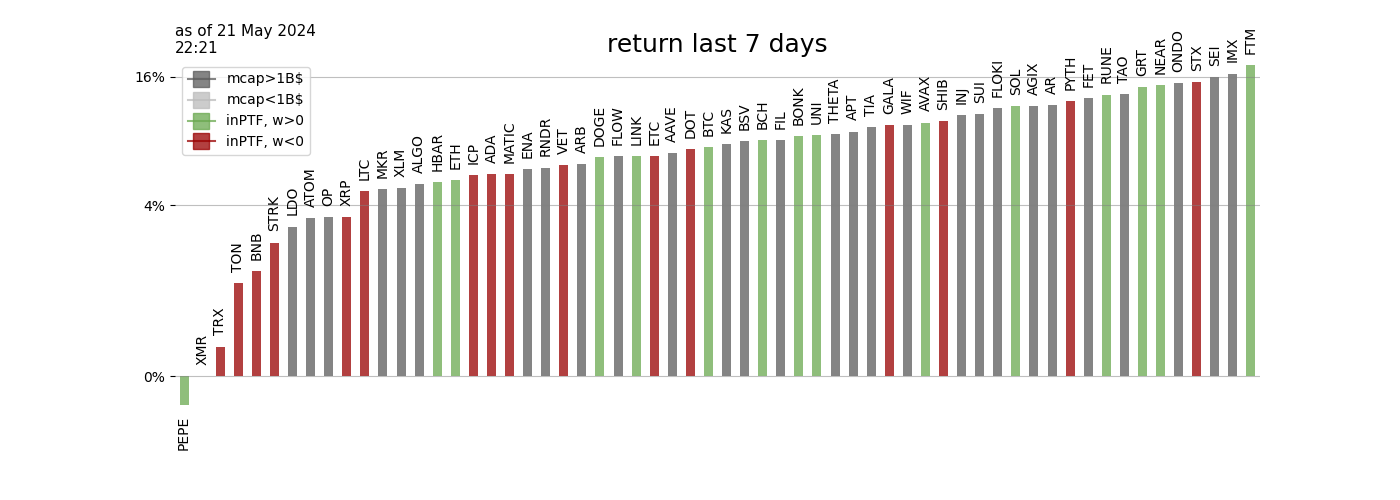 as of 21 May 2024
22:21
return last 7 days
mcap>1B$
mcap<1B$
inPTF, w>0
inPTF, w<0
16%
4%
0%
PEPE
XMR
TRX
TON
BNB
STRK
LDO
ATOM
OP
XRP
LTC
MKR
XLM
ALGO
HBAR
ETH
ICP
ADA
MATIC
ENA
RNDR
VET
ARB
DOGE
FLOW
LINK
ETC
AAVE
DOT
BTC
KAS
BSV
BCH
FIL
BONK
UNI
THETA
APT
TIA
GALA
WIF
AVAX
SHIB
INJ
SUI
FLOKI
SOL
AGIX
AR
PYTH
FET
RUNE
TAO
GRT
NEAR
ONDO
STX
SEI
IMX
FTM